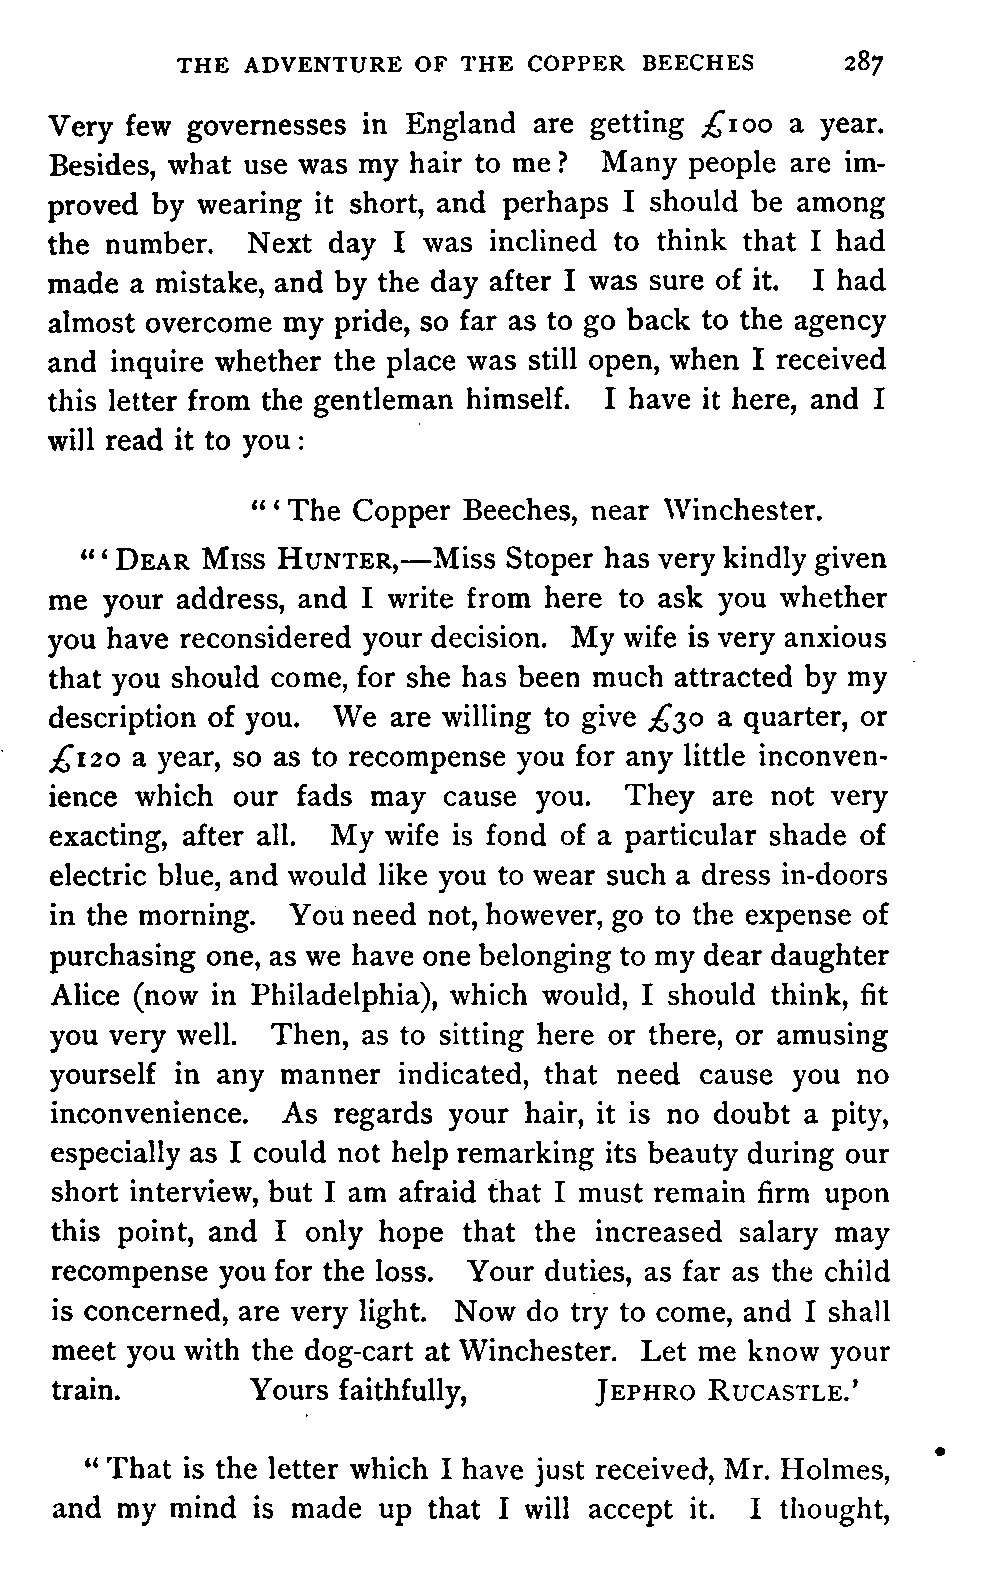 THE ADVENTURE OF THE COPPER BEECHES 287
Very few governesses in England are getting £100 a year.
Besides, what use was my hair to me? Many people are im-
proved by wearing it short, and perhaps I should be among
the number. Next day I was inclined to think that I had
made a mistake, and by the day after I was sure of it. I had
almost overcome my pride, so far as to go back to the agency
and inquire whether the place was still open, when I received
this letter from the gentleman himself. I have it here, and I
will read it to you:
"'The Copper Beeches, near Winchester.
"'DEAR MISS HUNTER,—Miss Stoper has very kindly given
me your address, and I write from here to ask you whether
you have reconsidered your decision. My wife is very anxious
that you should come, for she has been much attracted by my
description of you. We are willing to give £30 a quarter, or
£120 a year, so as to recompense you for any little inconven-
ience which our fads may cause you. They are not very
exacting, after all. My wife is fond of a particular shade of
electric blue, and would like you to wear such a dress in-doors
in the morning. You need not, however, go to the expense of
purchasing one, as we have one belonging to my dear daughter
Alice (now in Philadelphia), which would, I should think, fit
you very well. Then, as to sitting here or there, or amusing
yourself in any manner indicated, that need cause you no
inconvenience. As regards your hair, it is no doubt a pity,
especially as I could not help remarking its beauty during our
short interview, but I am afraid that I must remain firm upon
this point, and I only hope that the increased salary may
recompense you for the loss. Your duties, as far as the child
is concerned, are very light. Now do try to come, and I shall
meet you with the dog-cart at Winchester. Let me know your
train. Yours faithfully, JEPHRO RUCASTLE.'
"That is the letter which I have just received, Mr. Holmes,
and my mind is made up that I will accept it. I thought,